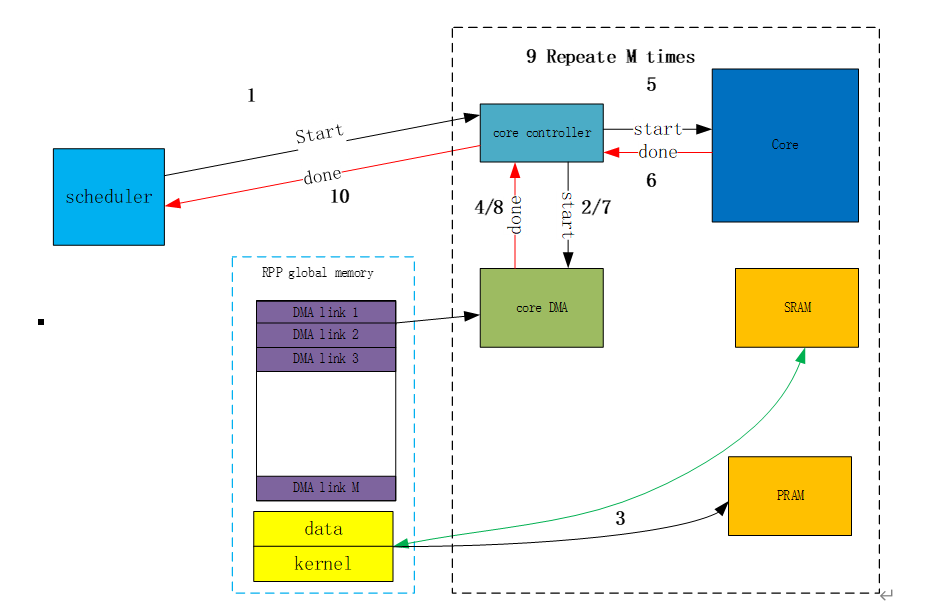 9 Repeate M times
1
5
Start
core controller
start
Core
done
scheduler
done
10
6
4/8
done
start
2/7
RPP global memory
DMA link 1
DMA link 2
DMA link 3
core DMA
SRAM
DMA link M
PRAM
data
3
kernel